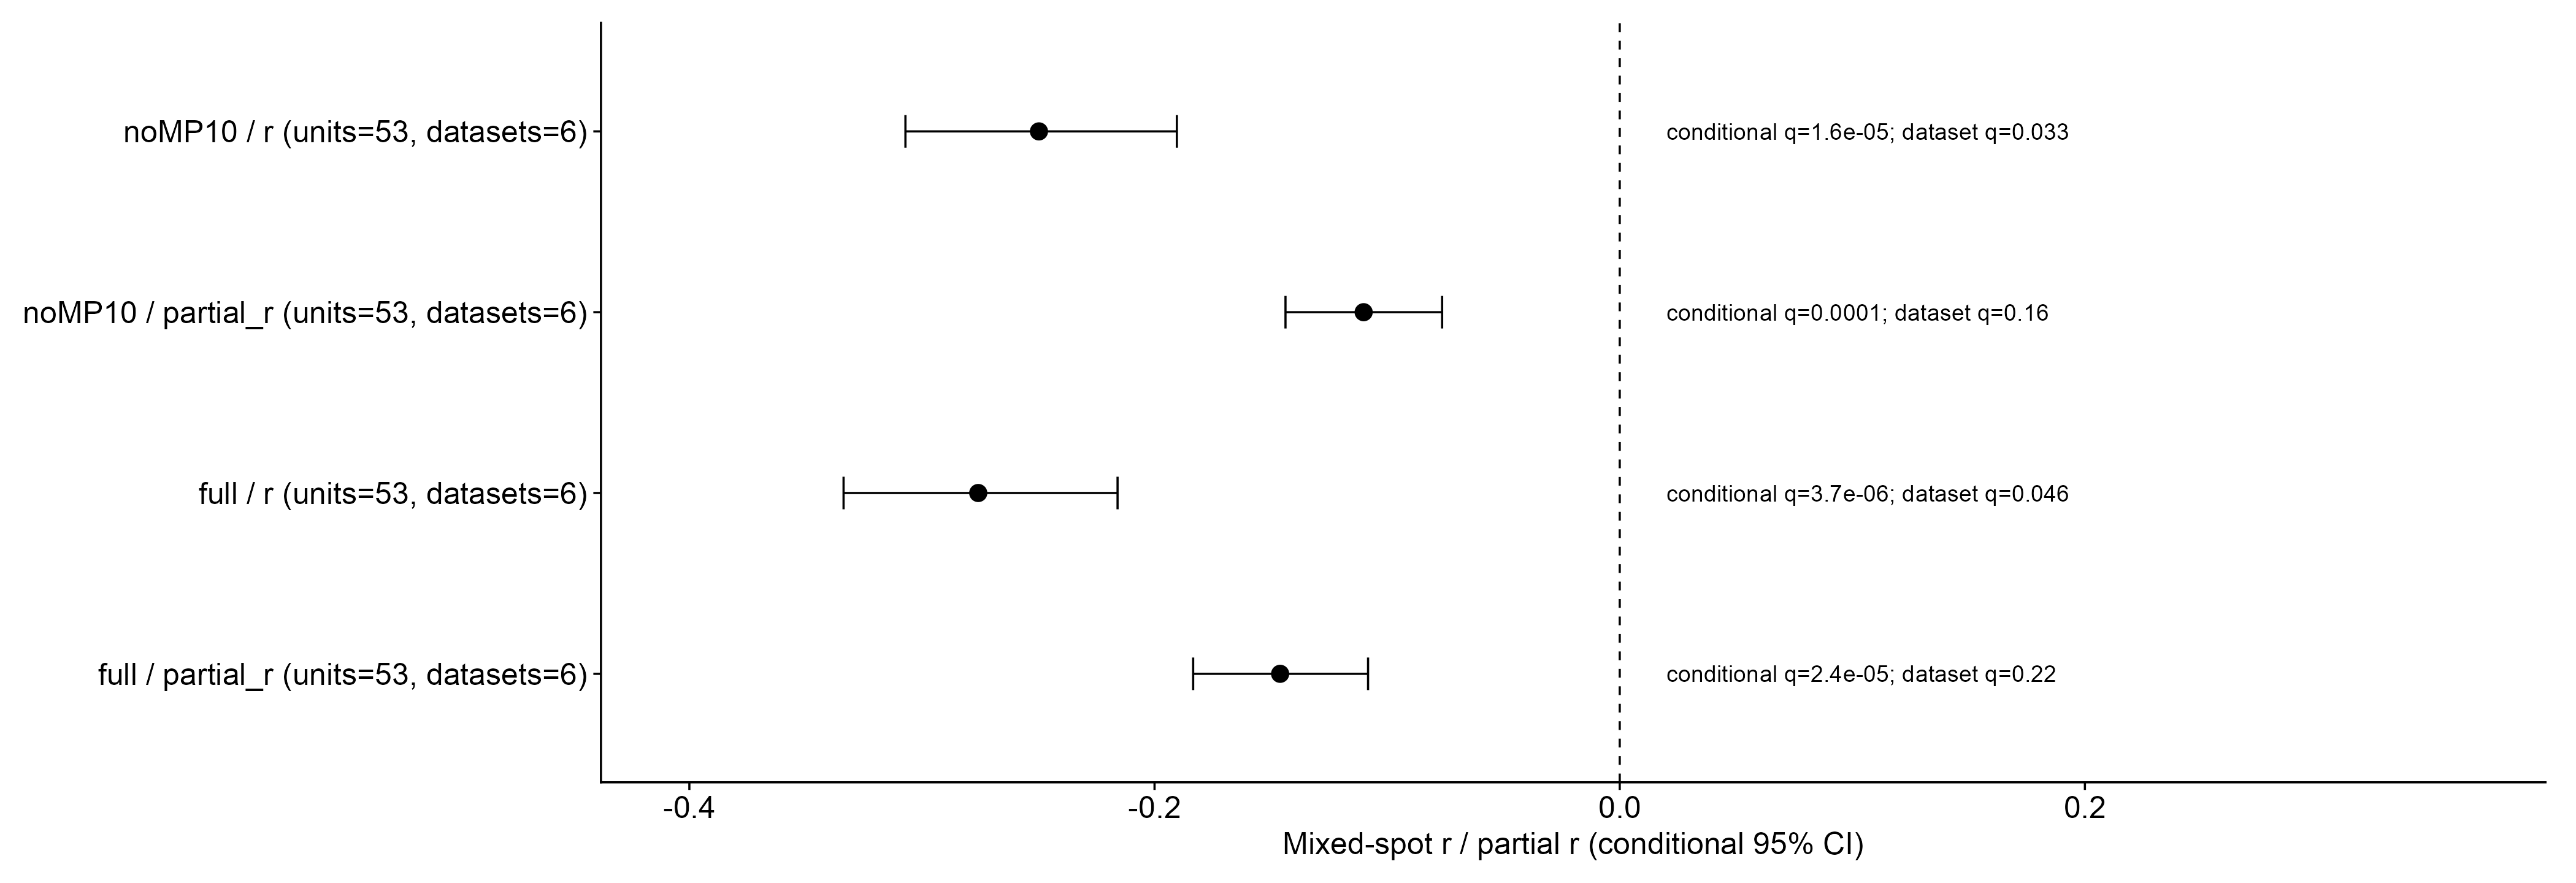 noMP10 / r (units=53, datasets=6)
conditional q=1.6e-05; dataset q=0.033
noMP10 / partial_r (units=53, datasets=6)
conditional q=0.0001; dataset q=0.16
full / r (units=53, datasets=6)
conditional q=3.7e-06; dataset q=0.046
full / partial_r (units=53, datasets=6)
conditional q=2.4e-05; dataset q=0.22
-0.4 -0.2 0.0 0.2
Mixed-spot r / partial r (conditional 95% CI)